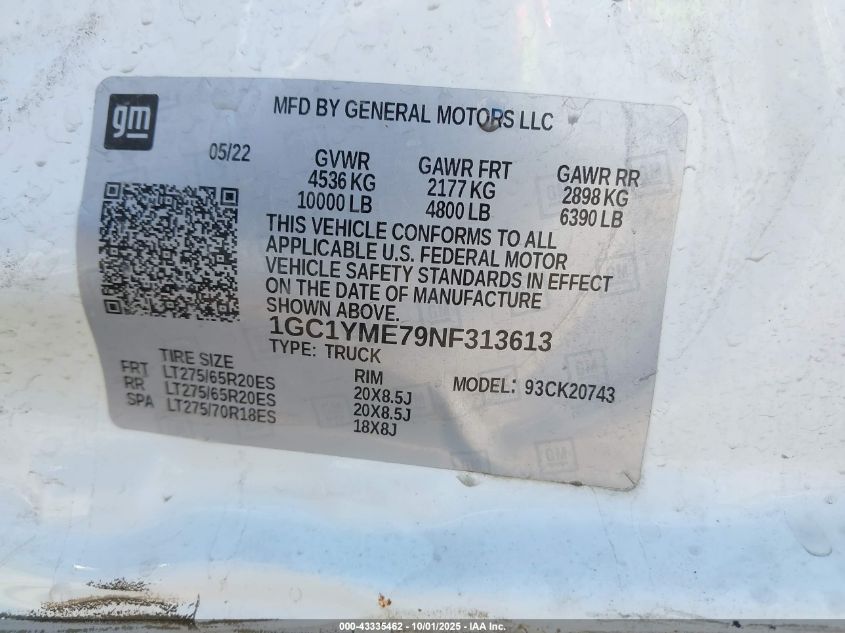 gm
MFD BY GENERAL MOTORS LLC
05/22
GVWR
4536 KG
10000 LB
GAWR FRT
2177 KG
4800 LB
GAWR RR
2898 KG
6390 LB
THIS VEHICLE CONFORMS TO ALL
APPLICABLE U.S. FEDERAL MOTOR
VEHICLE SAFETY STANDARDS IN EFFECT
ON THE DATE OF MANUFACTURE
SHOWN ABOVE.
1GC1YME79NF313613
TYPE: TRUCK
TIRE SIZE RIM MODEL: 93CK20743
FRT LT275/65R20ES 20X8.5J
RR LT275/65R20ES 20X8.5J
SPA LT275/70R18ES 18X8J
000-43335462 - 10/01/2025 - IAA Inc.